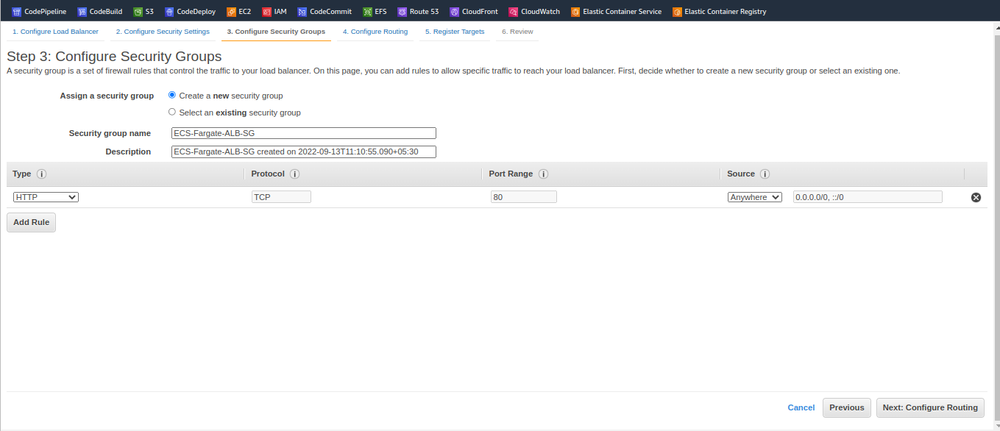 CodePipeline CodeBuild S3 CodeDeploy EC2 IAM CodeCommit EFS Route 53 CloudFront CloudWatch Elastic Container Service Elastic Container Registry
1. Configure Load Balancer 2. Configure Security Settings 3. Configure Security Groups 4. Configure Routing 5. Register Targets 6. Review
Step 3: Configure Security Groups
A security group is a set of firewall rules that control the traffic to your load balancer. On this page, you can add rules to allow specific traffic to reach your load balancer. First, decide whether to create a new security group or select an existing one.
Assign a security group Create a new security group
Select an existing security group
Security group name ECS-Fargate-ALB-SG
Description ECS-Fargate-ALB-SG created on 2022-09-13T11:10:55.090+05:30
Type i Protocol i Port Range i Source i
HTTP TCP 80 Anywhere 0.0.0.0/0, ::/0
Add Rule
Cancel Previous Next: Configure Routing